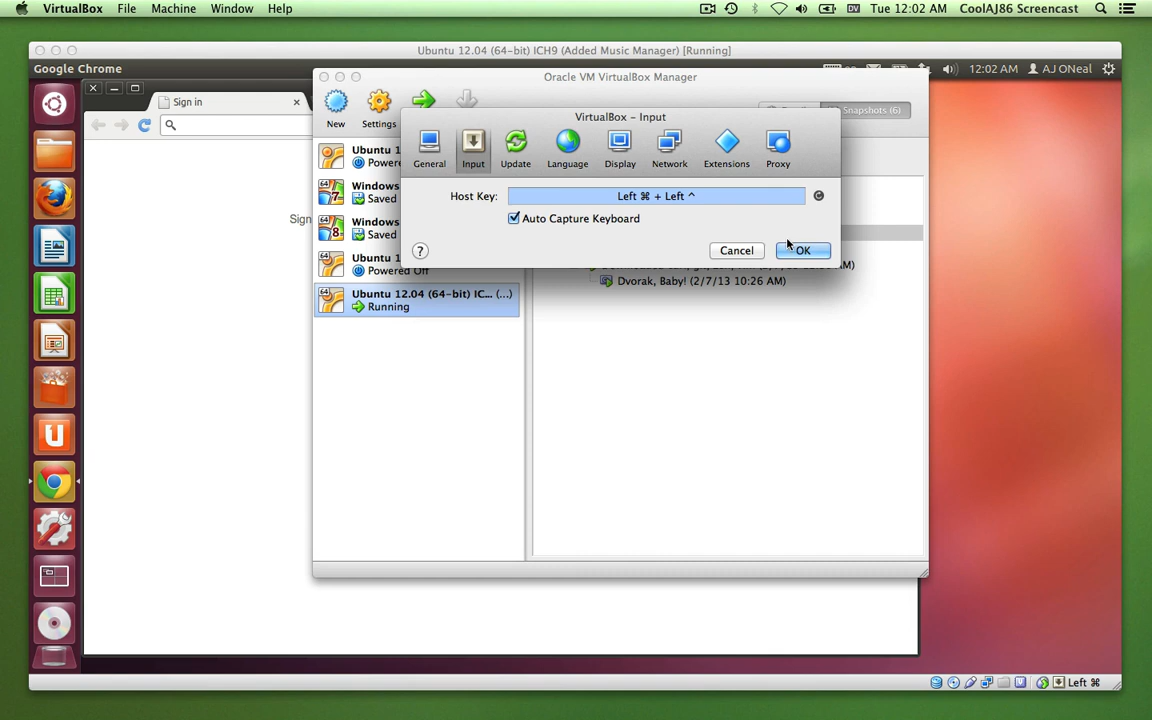 VirtualBox File Machine Window Help
Tue 12:02 AM CoolAJ86 Screencast
Ubuntu 12.04 (64-bit) ICH9 (Added Music Manager) [Running]
Google Chrome
12:02 AM AJ ONeal
Oracle VM VirtualBox Manager
Sign in
New Settings
Snapshots (6)
VirtualBox - Input
General Input Update Language Display Network Extensions Proxy
Ubuntu 1
Powere
Windows
Saved
Windows
Saved
Ubuntu 1
Powered Off
Ubuntu 12.04 (64-bit) IC... (...)
Running
Host Key: Left ⌘ + Left ^
Auto Capture Keyboard
? Cancel OK
Sign
Dvorak, Baby! (2/7/13 10:26 AM)
Left ⌘